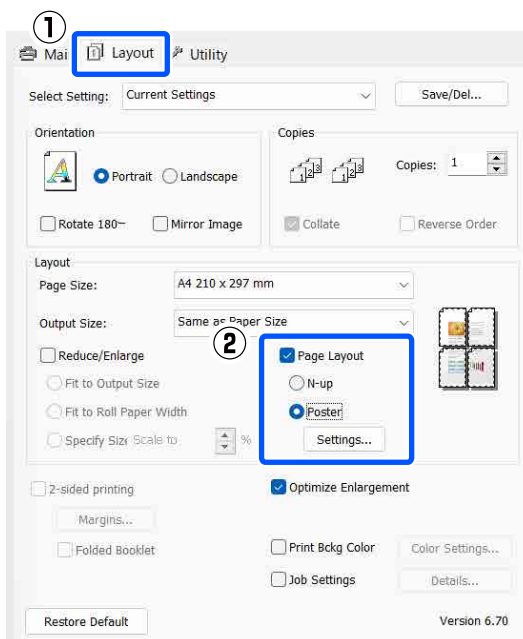 ①
Mai Layout Utility
Select Setting: Current Settings Save/Del...
Orientation
Portrait Landscape
Rotate 180° Mirror Image
Copies
Copies: 1
Collate Reverse Order
Layout
Page Size: A4 210 x 297 mm
Output Size: Same as Paper Size
②
Reduce/Enlarge
Fit to Output Size
Fit to Roll Paper Width
Specify Size Scale to %
Page Layout
N-up
Poster
Settings...
2-sided printing
Margins...
Folded Booklet
Optimize Enlargement
Print Bckg Color Color Settings...
Job Settings Details...
Restore Default Version 6.70